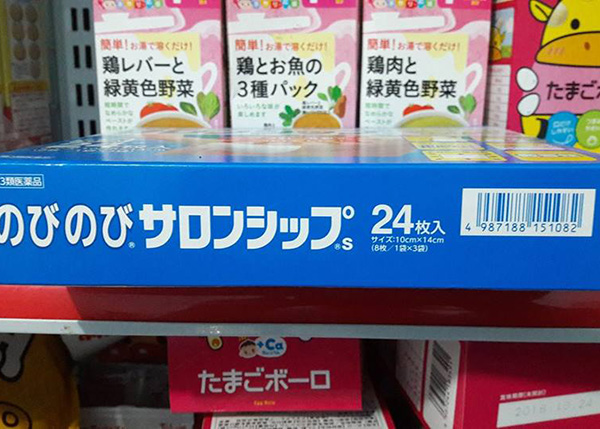 簡単!お湯で溶くだけ!
鶏レバーと
緑黄色野菜
簡単!お湯で溶くだけ!
鶏とお魚の
3種パック
簡単!お湯で溶くだけ!
鶏肉と
緑黄色野菜
たまごボーロ
3類医薬品
のびのび®サロンシップ®s
24枚入
サイズ:10cm×14cm
(8枚/1袋×3袋)
4 987188 151082
+Ca
たまごボーロ
Egg Bolo